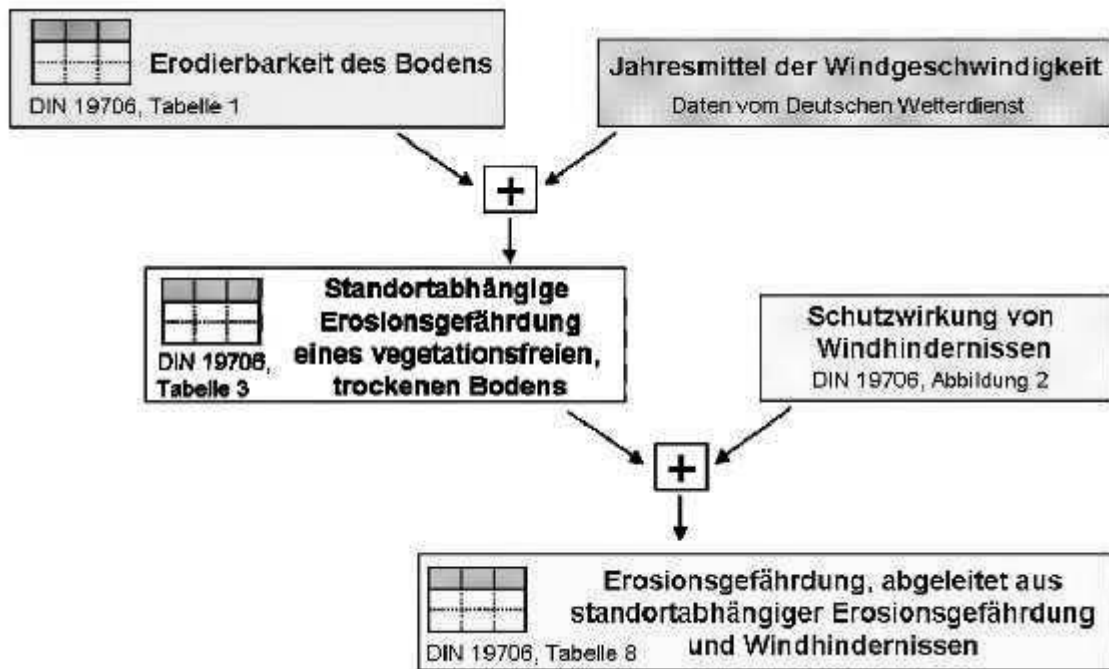 Erodierbarkeit des Bodens
DIN 19706, Tabelle 1
Jahresmittel der Windgeschwindigkeit
Daten vom Deutschen Wetterdienst
+
Standortabhängige
Erosionsgefährdung
eines vegetationsfreien,
trockenen Bodens
DIN 19706,
Tabelle 3
Schutzwirkung von
Windhindernissen
DIN 19706, Abbildung 2
+
Erosionsgefährdung, abgeleitet aus
standortabhängiger Erosionsgefährdung
und Windhindernissen
DIN 19706, Tabelle 8